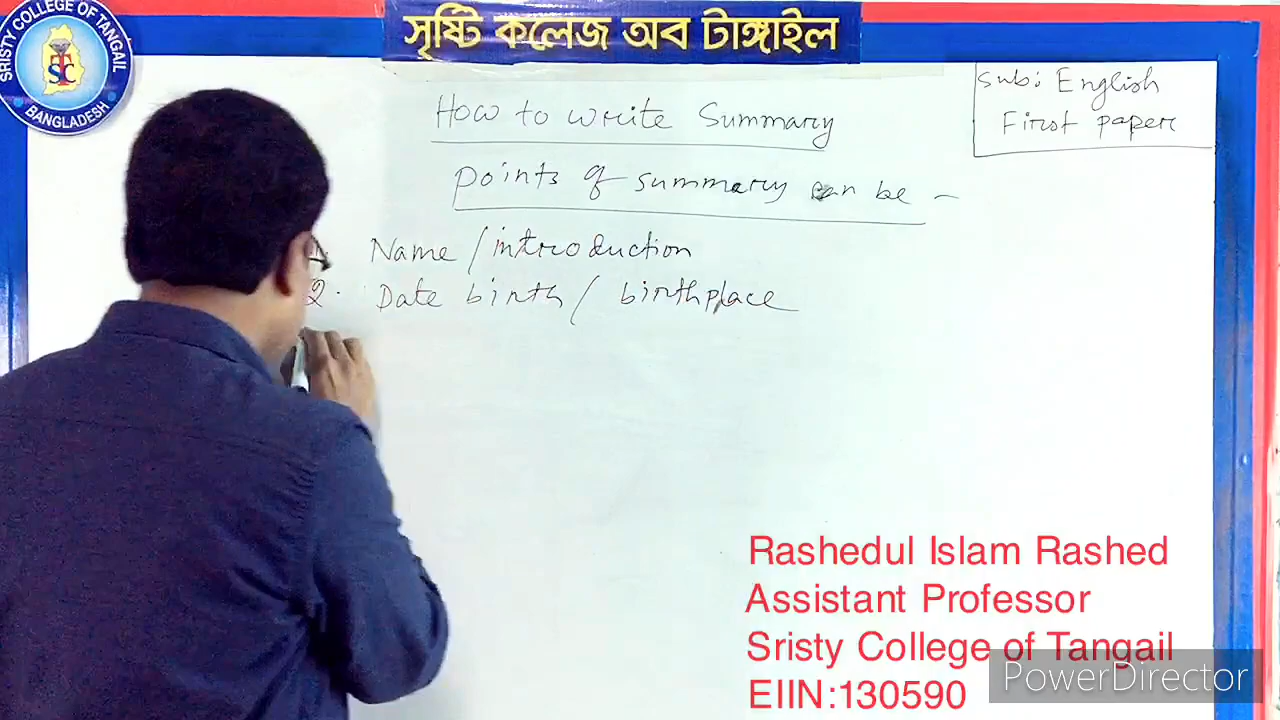 SRISTY COLLEGE OF TANGAIL
STC
BANGLADESH
সৃষ্টি কলেজ অব টাঙ্গাইল
Sub: English
First paper
How to write Summary
points of summary can be –
Name / introduction
2. Date birth / birthplace
Rashedul Islam Rashed
Assistant Professor
Sristy College of Tangail
EIIN:130590
PowerDirector